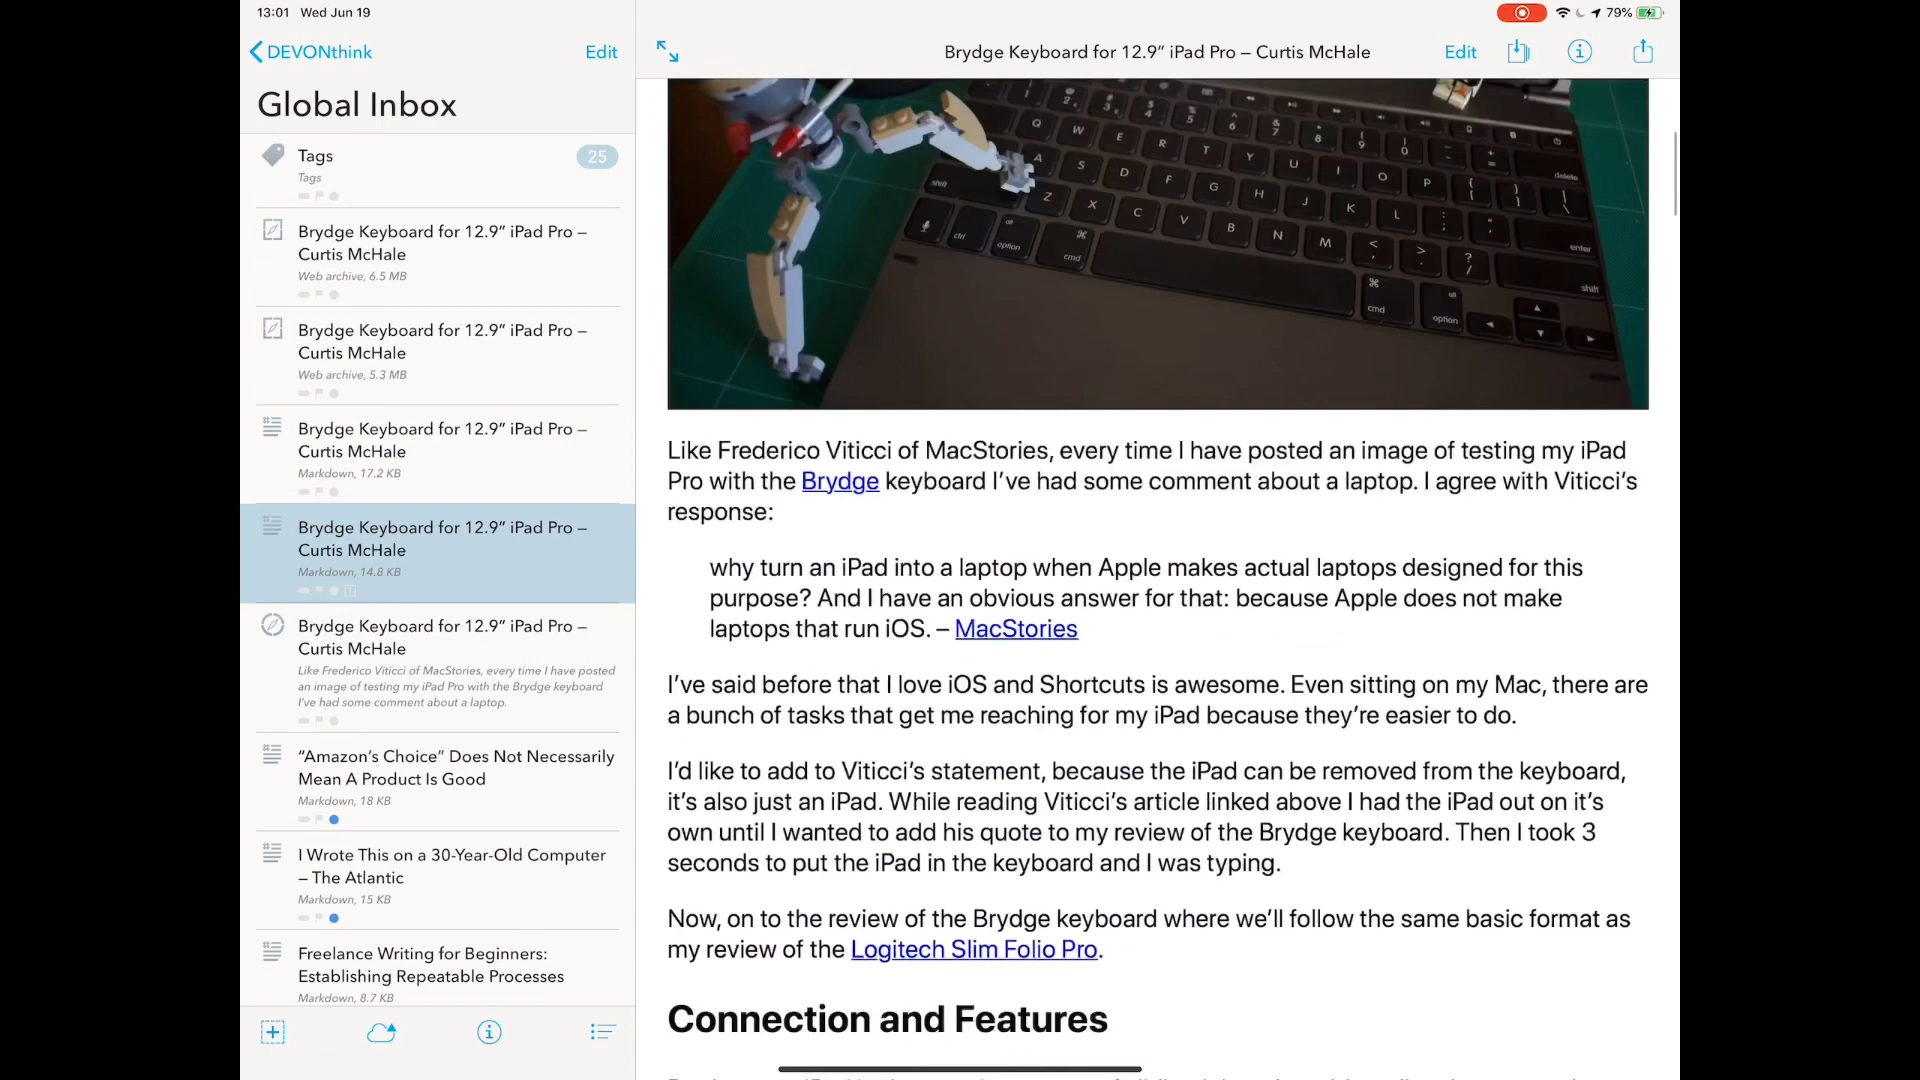 13:01 Wed Jun 19
79%
DEVONthink
Edit
Global Inbox
Tags
25
Tags
Brydge Keyboard for 12.9” iPad Pro –
Curtis McHale
Web archive, 6.5 MB
Brydge Keyboard for 12.9” iPad Pro –
Curtis McHale
Web archive, 5.3 MB
Brydge Keyboard for 12.9” iPad Pro –
Curtis McHale
Markdown, 17.2 KB
Brydge Keyboard for 12.9” iPad Pro –
Curtis McHale
Markdown, 14.8 KB
Brydge Keyboard for 12.9” iPad Pro –
Curtis McHale
Like Frederico Viticci of MacStories, every time I have posted
an image of testing my iPad Pro with the Brydge keyboard
I’ve had some comment about a laptop.
“Amazon’s Choice” Does Not Necessarily
Mean A Product Is Good
Markdown, 18 KB
I Wrote This on a 30-Year-Old Computer
– The Atlantic
Markdown, 15 KB
Freelance Writing for Beginners:
Establishing Repeatable Processes
Markdown, 8.7 KB
Brydge Keyboard for 12.9” iPad Pro – Curtis McHale
Edit
Q W E R T Y U I O P
A S D F G H J K L
enter
shift Z X C V B N M < > ? /
shift
ctrl option cmd cmd option
delete
Like Frederico Viticci of MacStories, every time I have posted an image of testing my iPad
Pro with the Brydge keyboard I’ve had some comment about a laptop. I agree with Viticci’s
response:
why turn an iPad into a laptop when Apple makes actual laptops designed for this
purpose? And I have an obvious answer for that: because Apple does not make
laptops that run iOS. – MacStories
I’ve said before that I love iOS and Shortcuts is awesome. Even sitting on my Mac, there are
a bunch of tasks that get me reaching for my iPad because they’re easier to do.
I’d like to add to Viticci’s statement, because the iPad can be removed from the keyboard,
it’s also just an iPad. While reading Viticci’s article linked above I had the iPad out on it’s
own until I wanted to add his quote to my review of the Brydge keyboard. Then I took 3
seconds to put the iPad in the keyboard and I was typing.
Now, on to the review of the Brydge keyboard where we’ll follow the same basic format as
my review of the Logitech Slim Folio Pro.
Connection and Features